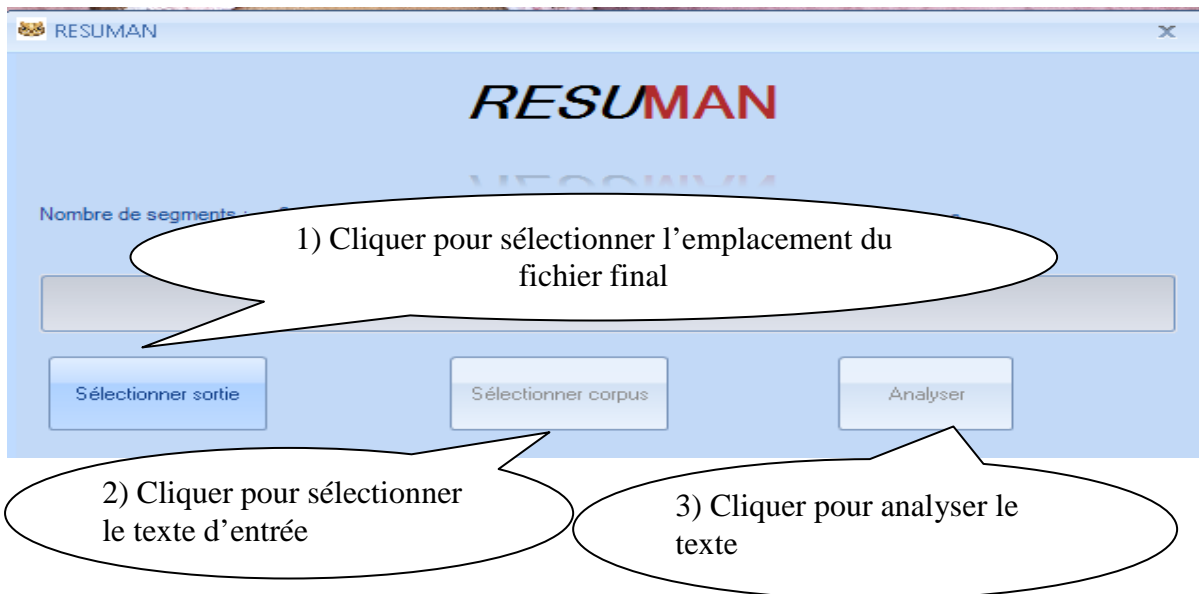 RESUMAN
RESUMAN
Nombre de segments :
1) Cliquer pour sélectionner l’emplacement du
fichier final
Sélectionner sortie
Sélectionner corpus
Analyser
2) Cliquer pour sélectionner
le texte d’entrée
3) Cliquer pour analyser le
texte